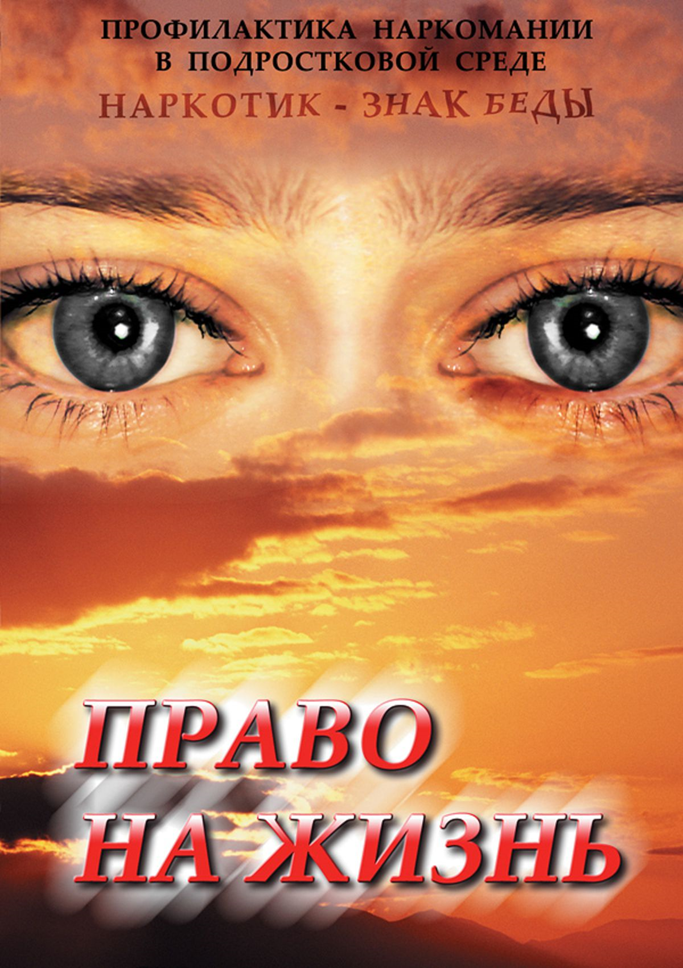 ПРОФИЛАКТИКА НАРКОМАНИИ
В ПОДРОСТКОВОЙ СРЕДЕ
НАРКОТИК - ЗНАК БЕДЫ
ПРАВО
НА ЖИЗНЬ